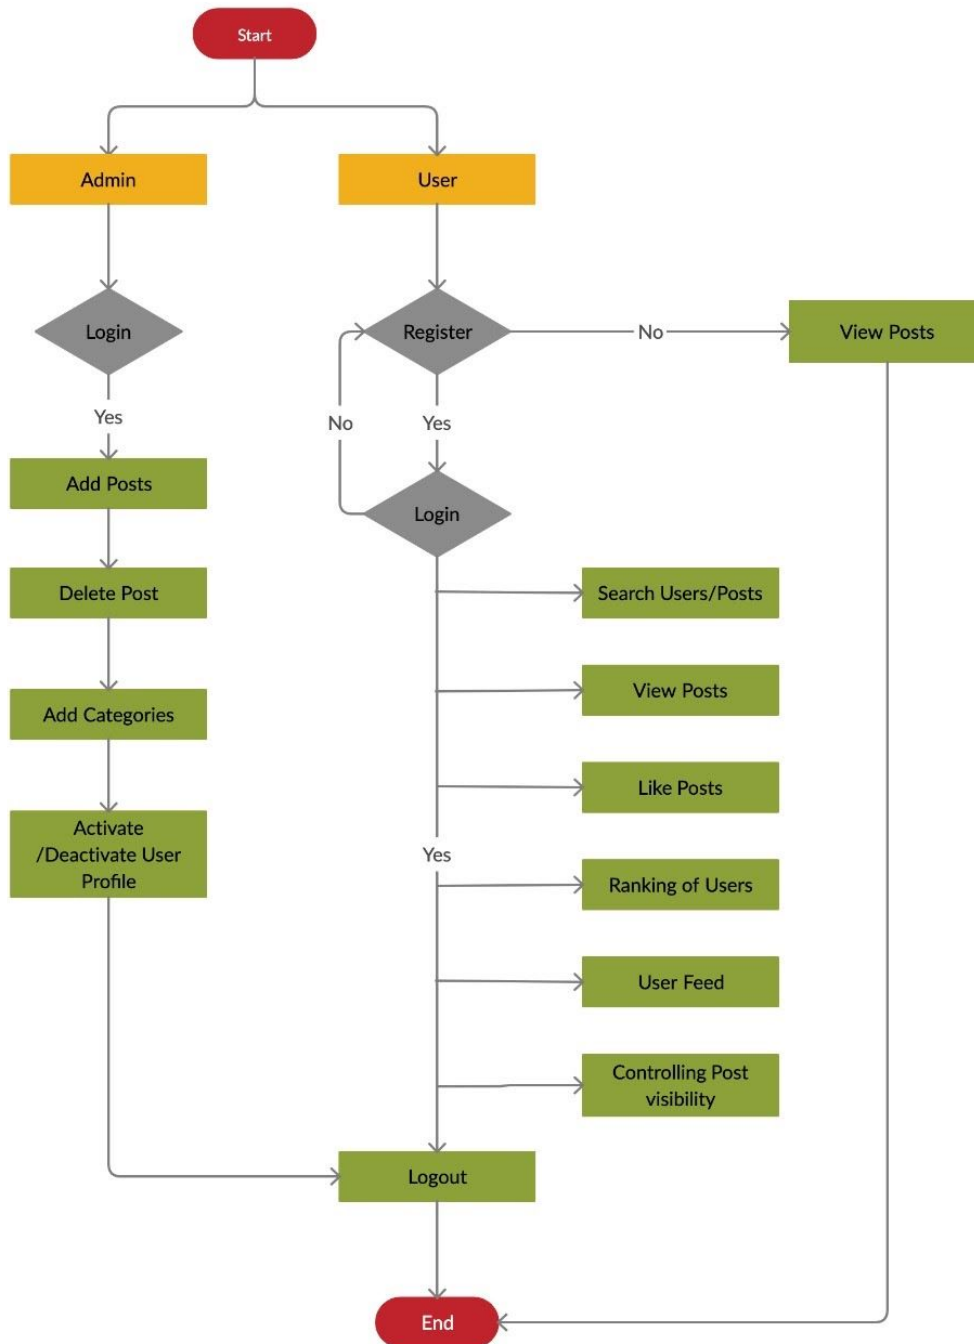 Start
Admin
User
Login
Register
No
View Posts
Yes
No
Yes
Add Posts
Login
Delete Post
Search Users/Posts
Add Categories
View Posts
Like Posts
Activate
/Deactivate User
Profile
Yes
Ranking of Users
User Feed
Controlling Post
visibility
Logout
End